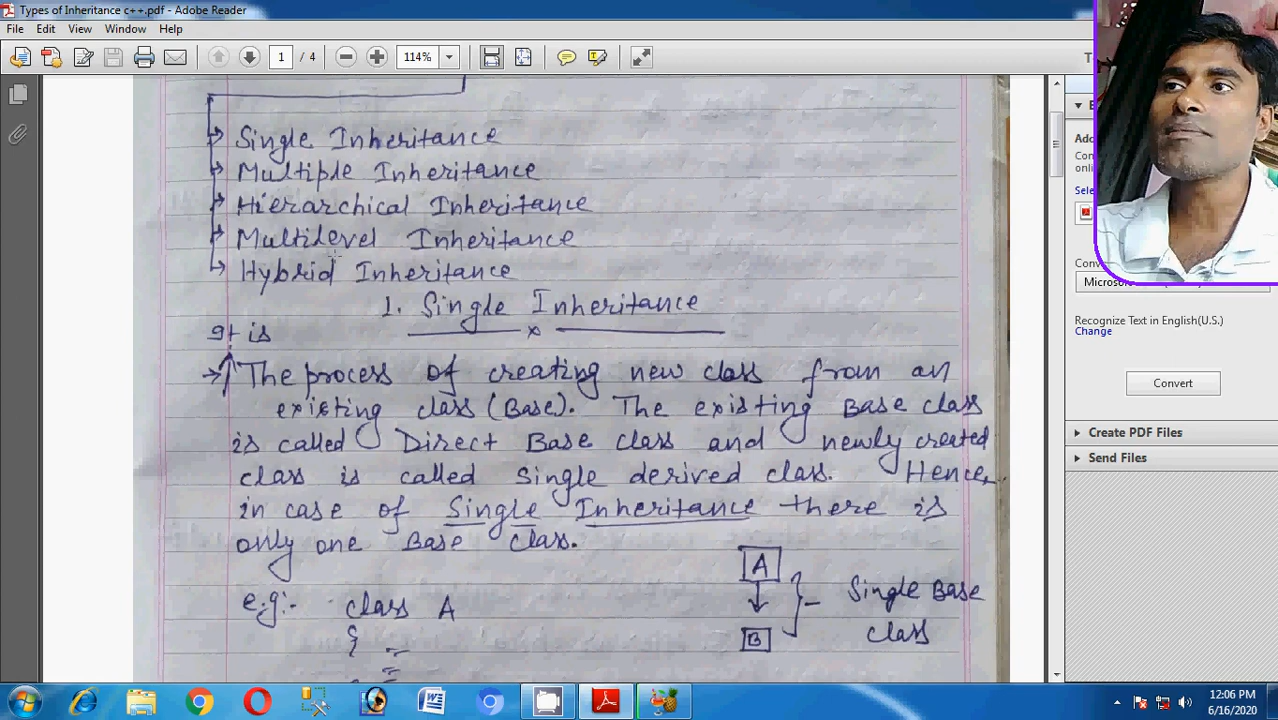 Types of Inheritance c++.pdf - Adobe Reader
File Edit View Window Help
1 / 4 114%
Single Inheritance
Multiple Inheritance
Hierarchical Inheritance
Multilevel Inheritance
Hybrid Inheritance
1. Single Inheritance
It is
The process of creating new class from an
existing class (Base). The existing Base class
is called Direct Base class and newly created
class is called Single derived class. Hence,
in case of Single Inheritance there is
only one Base class.
e.g:- class A
{
A
B
Single Base
class
Convert
Microso
Recognize Text in English(U.S.)
Change
Convert
Create PDF Files
Send Files
12:06 PM
6/16/2020